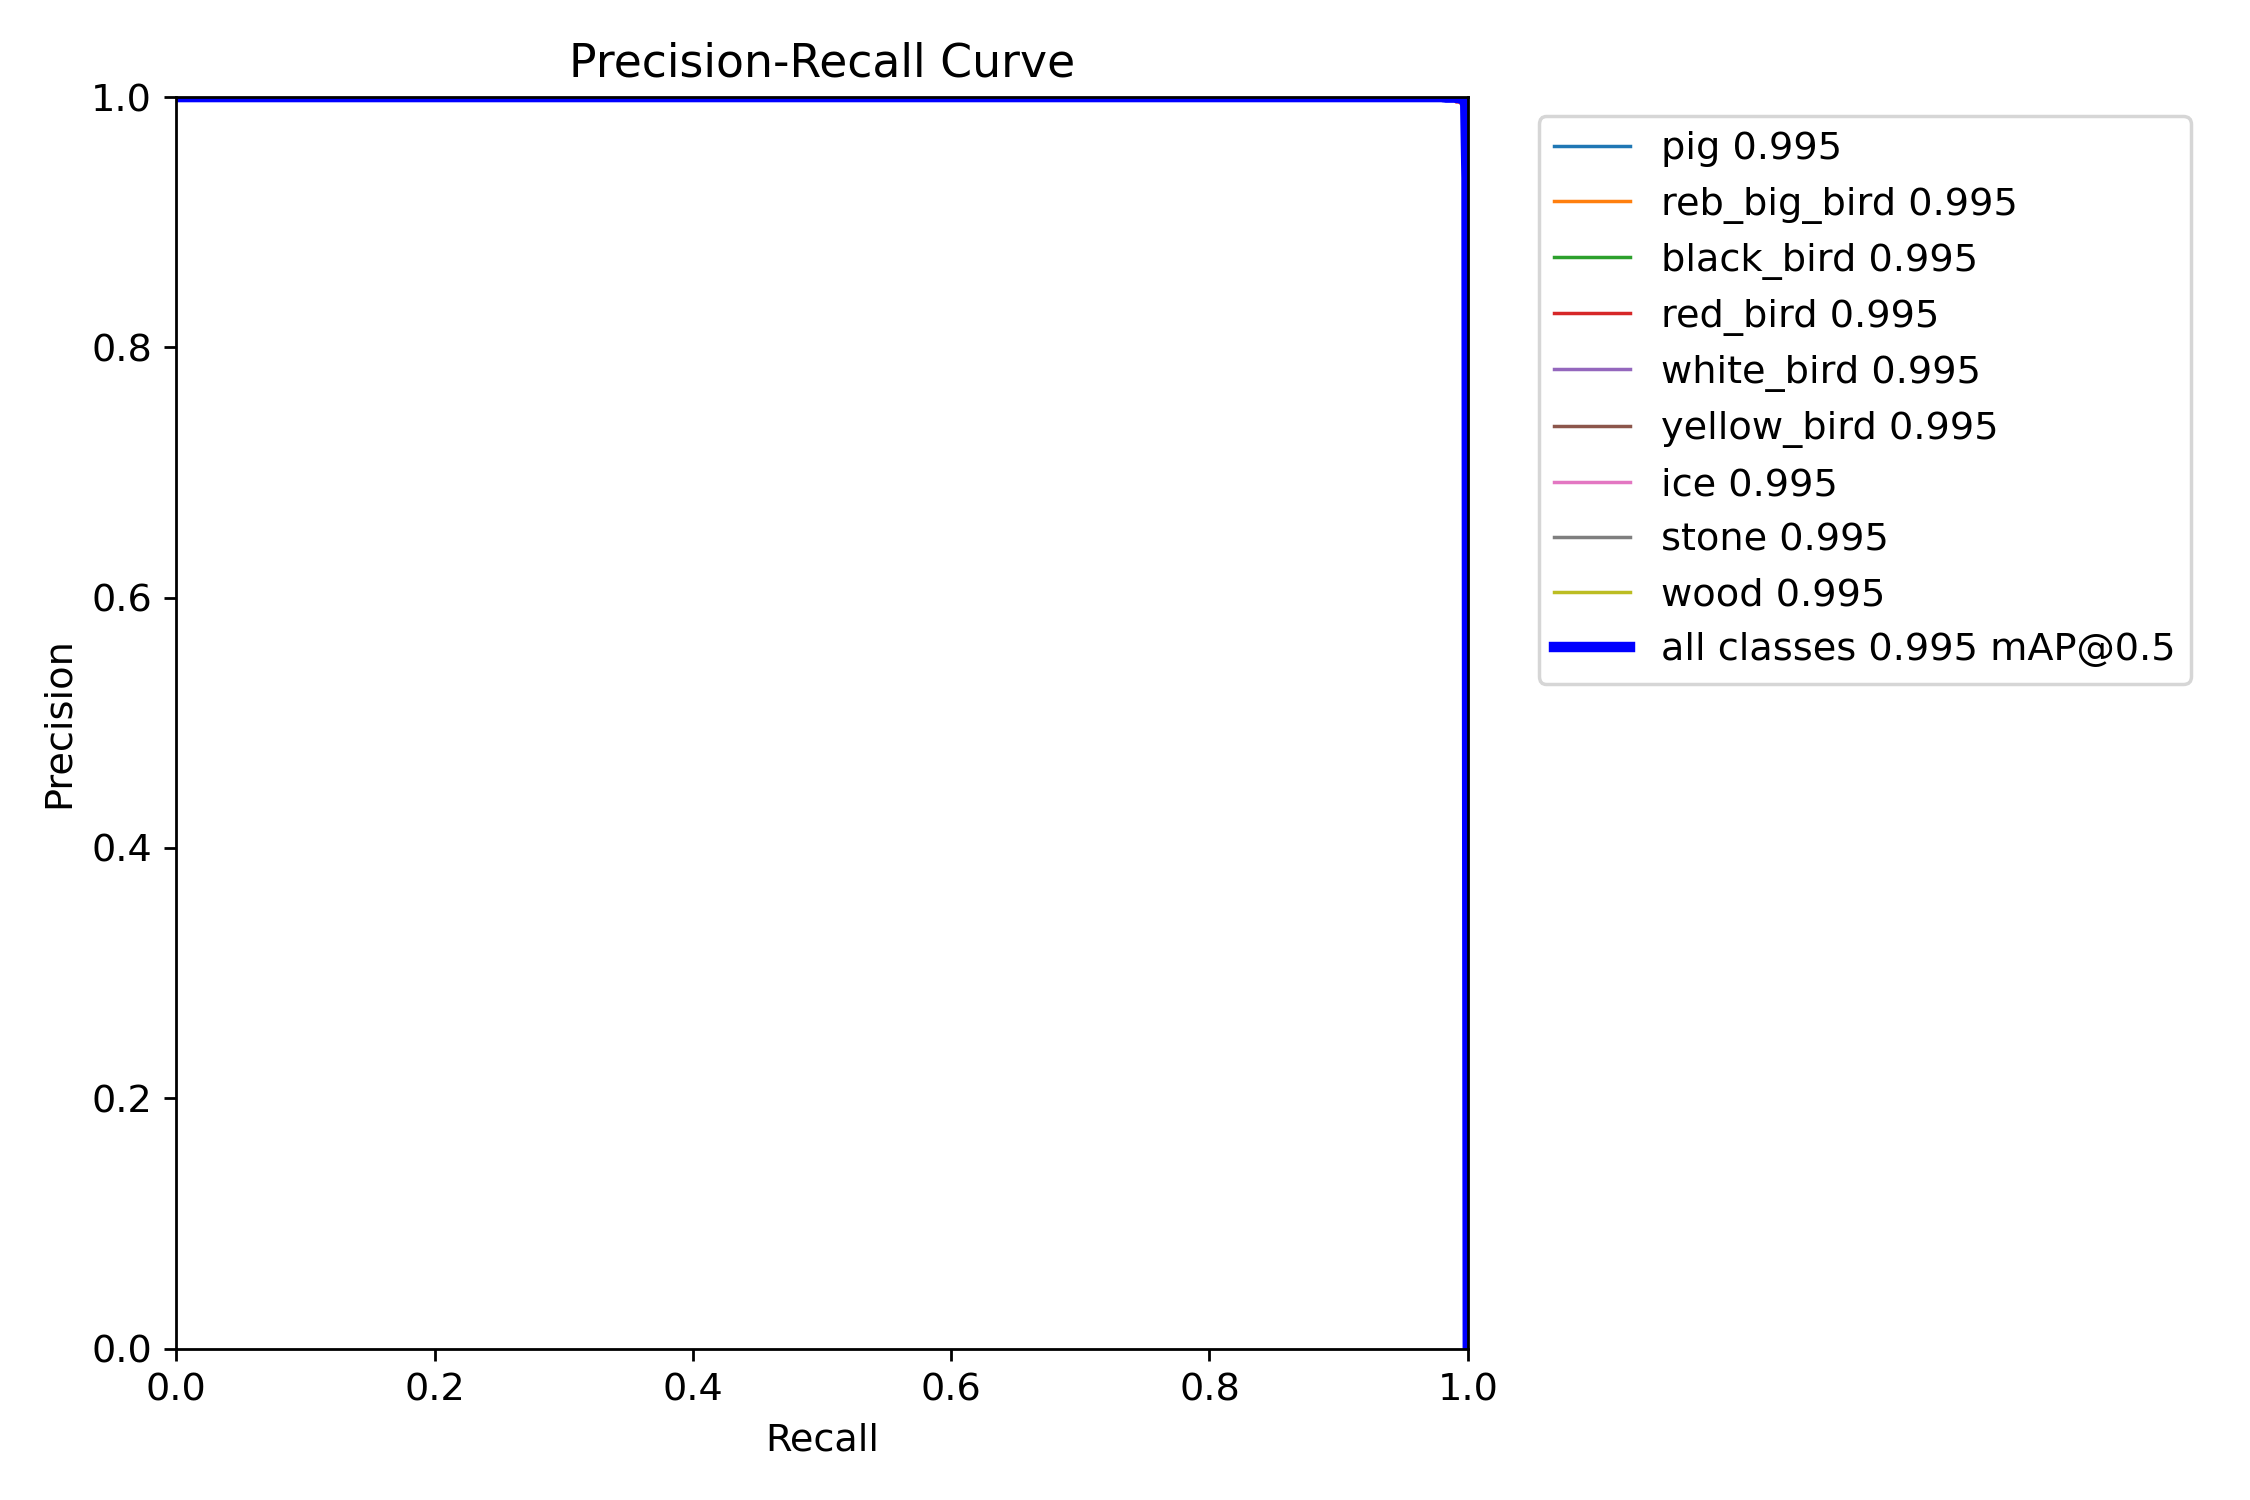 Precision-Recall Curve
1.0
0.8
0.6
0.4
0.2
0.0
Precision
0.0 0.2 0.4 0.6 0.8 1.0
Recall
pig 0.995
reb_big_bird 0.995
black_bird 0.995
red_bird 0.995
white_bird 0.995
yellow_bird 0.995
ice 0.995
stone 0.995
wood 0.995
all classes 0.995 mAP@0.5